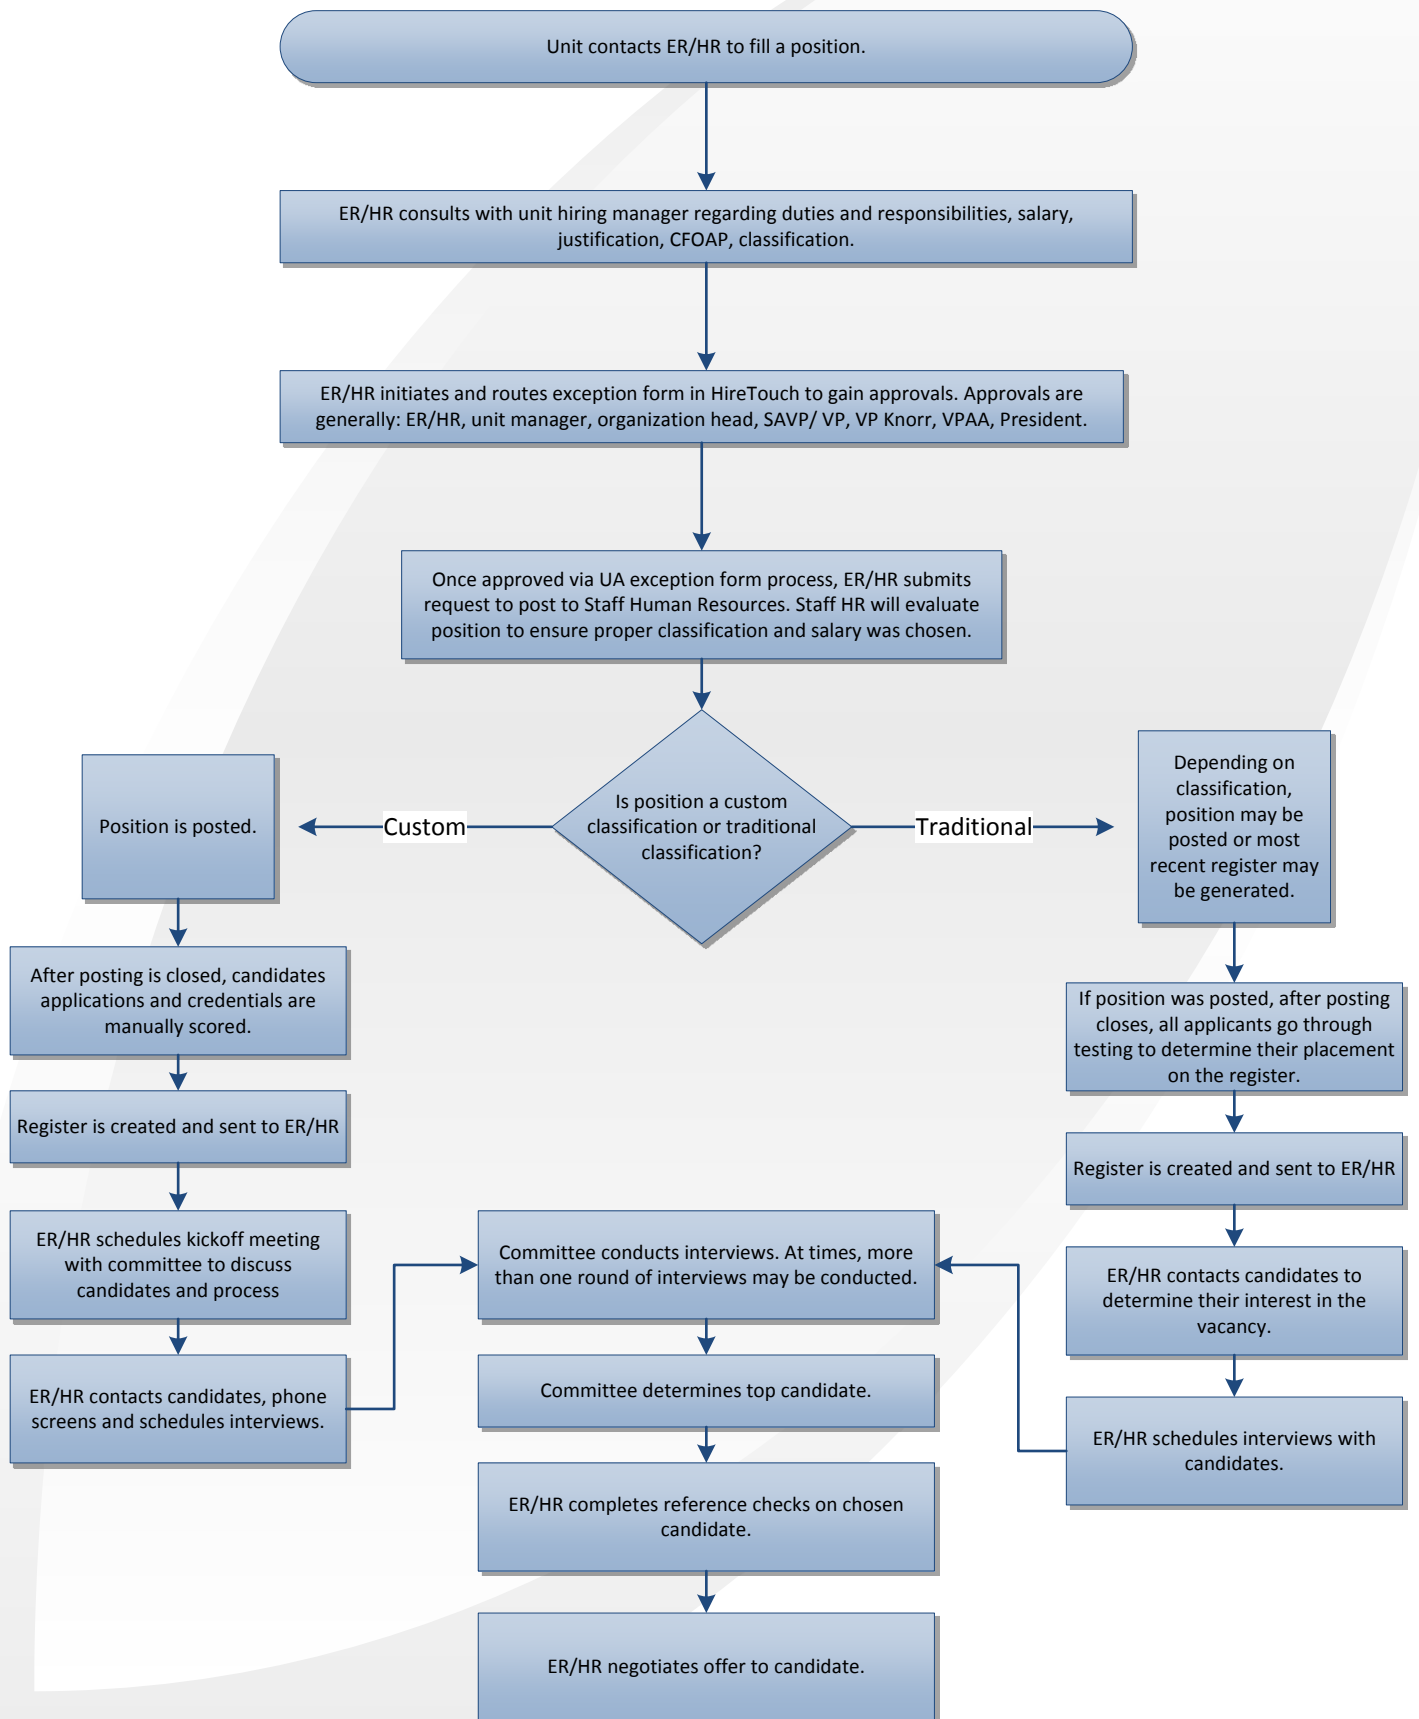 Unit contacts ER/HR to fill a position.
ER/HR consults with unit hiring manager regarding duties and responsibilities, salary,
justification, CFOAP, classification.
ER/HR initiates and routes exception form in HireTouch to gain approvals. Approvals are
generally: ER/HR, unit manager, organization head, SAVP/ VP, VP Knorr, VPAA, President.
Once approved via UA exception form process, ER/HR submits
request to post to Staff Human Resources. Staff HR will evaluate
position to ensure proper classification and salary was chosen.
Is position a custom
classification or traditional
classification?
Custom
Position is posted.
After posting is closed, candidates
applications and credentials are
manually scored.
Register is created and sent to ER/HR
ER/HR schedules kickoff meeting
with committee to discuss
candidates and process
ER/HR contacts candidates, phone
screens and schedules interviews.
Traditional
Depending on
classification,
position may be
posted or most
recent register may
be generated.
If position was posted, after posting
closes, all applicants go through
testing to determine their placement
on the register.
Register is created and sent to ER/HR
ER/HR contacts candidates to
determine their interest in the
vacancy.
ER/HR schedules interviews with
candidates.
Committee conducts interviews. At times, more
than one round of interviews may be conducted.
Committee determines top candidate.
ER/HR completes reference checks on chosen
candidate.
ER/HR negotiates offer to candidate.